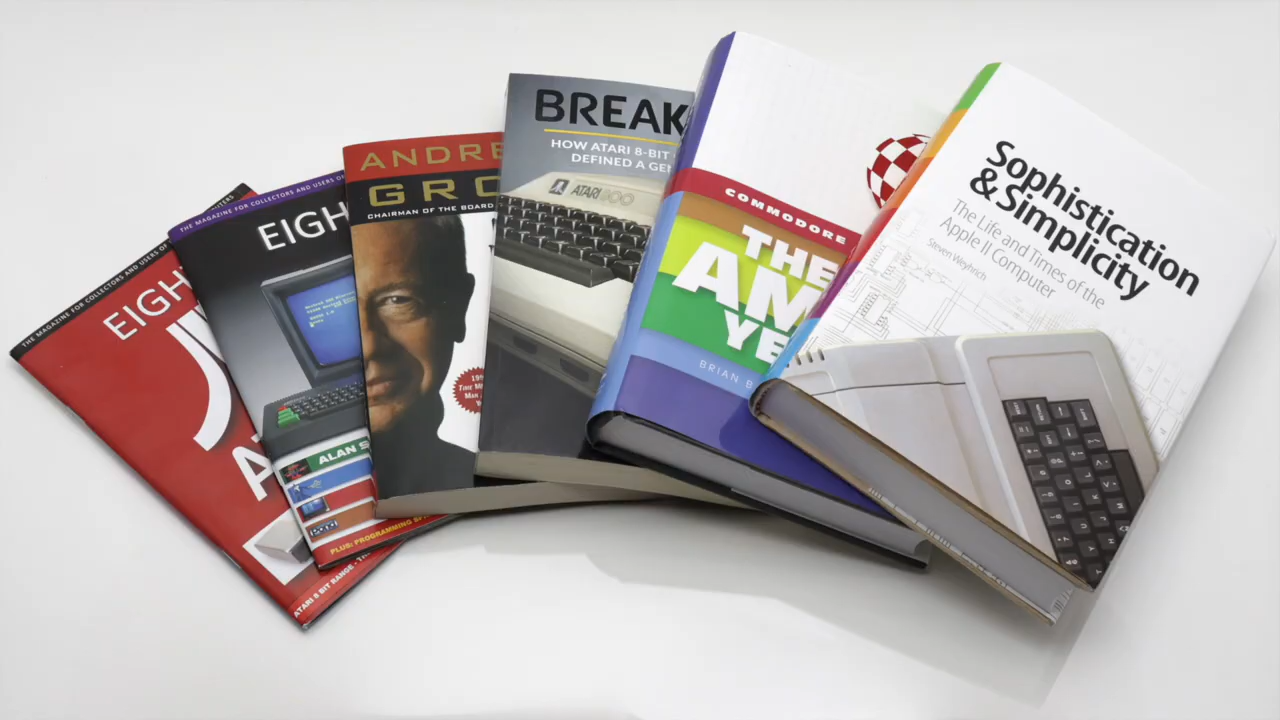 THE MAGAZINE FOR COLLECTORS AND USERS OF
EIGH
A
ATARI 8 BIT RANGE -
THE MAGAZINE FOR COLLECTORS AND USERS OF
EIGH
ALAN S
PLUS: PROGRAMMING
ANDRE
GRO
CHAIRMAN OF THE BOARD
BREAK
HOW ATARI 8-BIT
DEFINED A GE
ATARI 800
COMMODORE
THE
AM
YE
BRIAN B
Sophistication
& Simplicity
The Life and Times of the
Apple II Computer
Steven Weyhrich